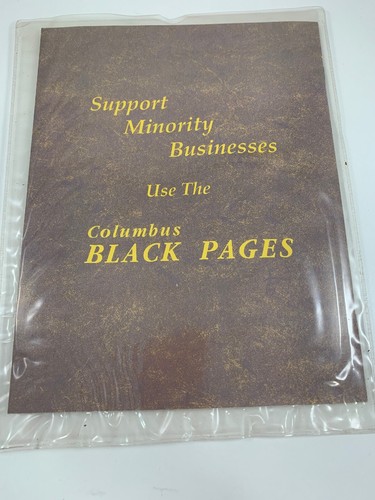 Support
Minority
Businesses
Use The
Columbus
BLACK PAGES